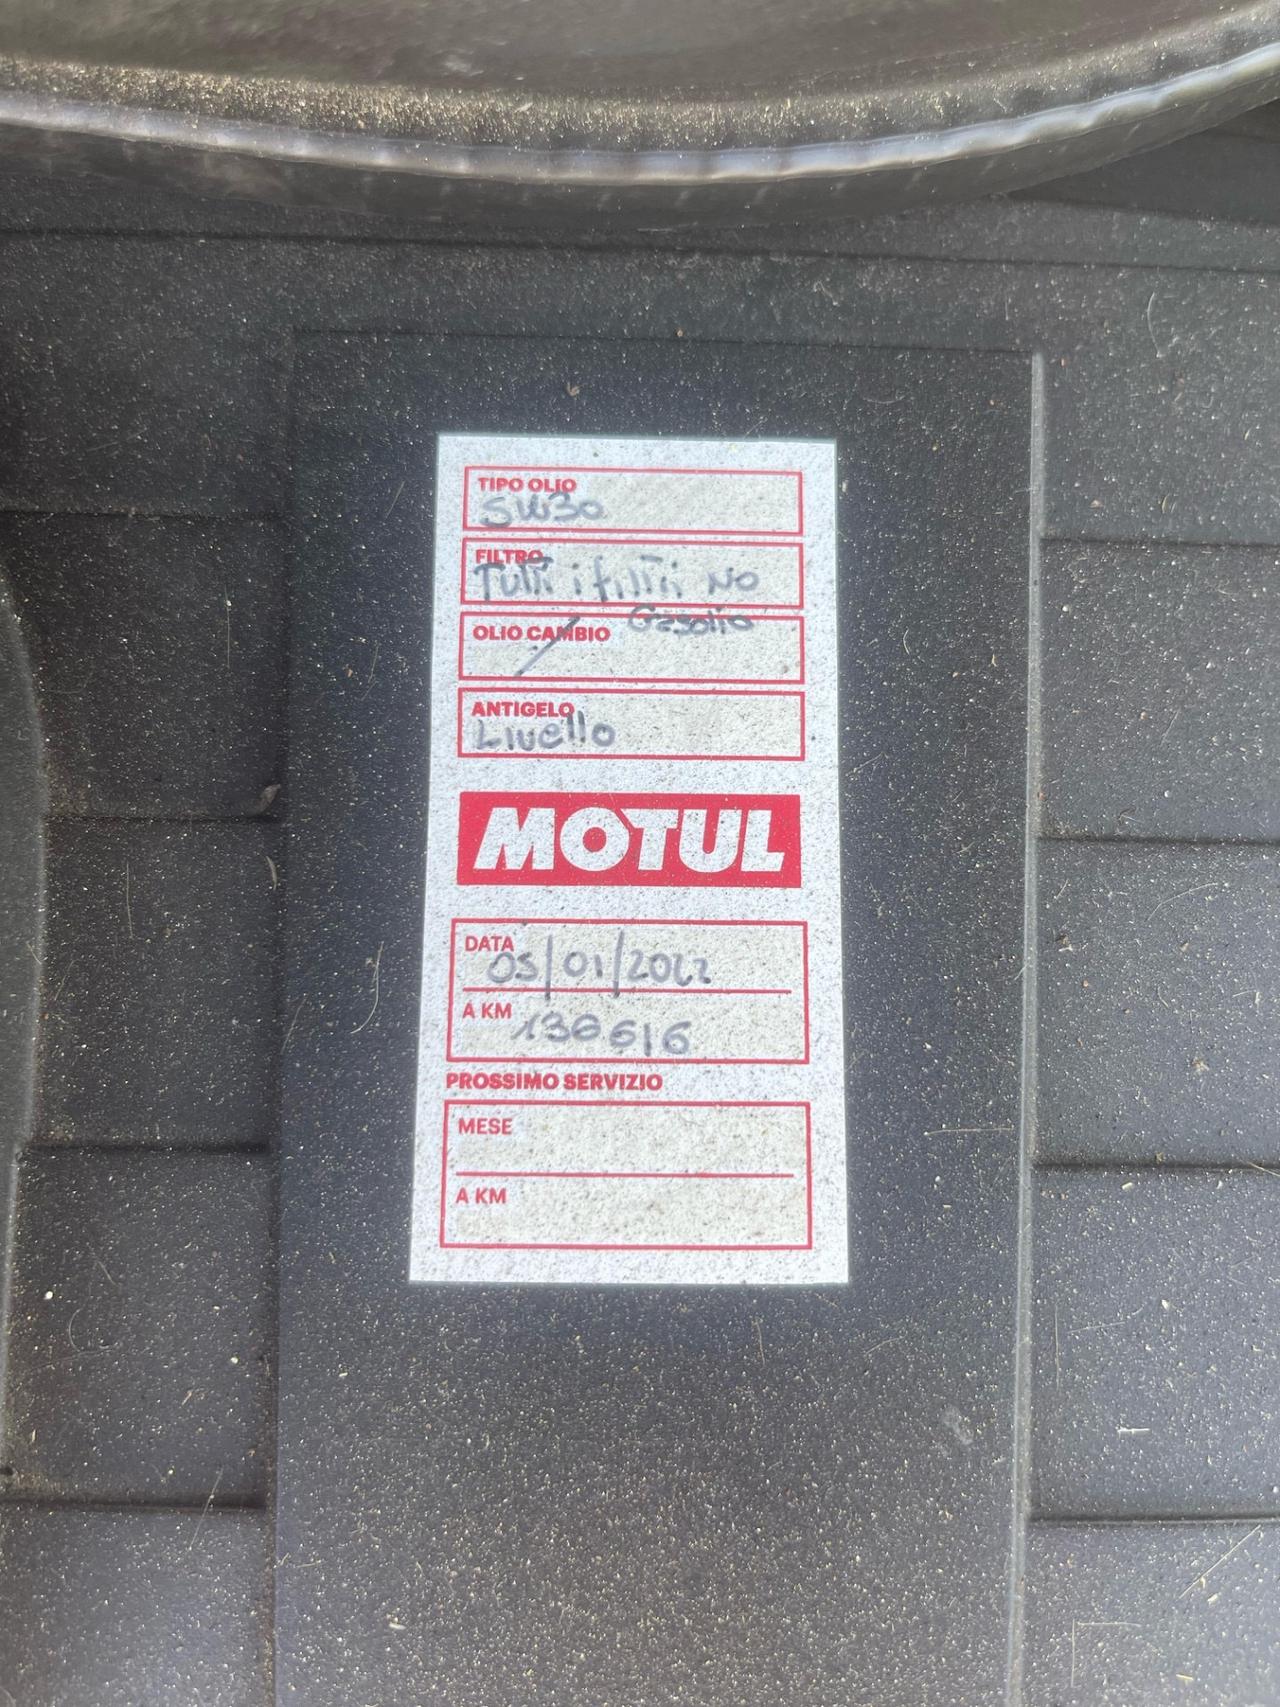 TIPO OLIO
5W30
FILTRO
Tutti i filtri NO
Gasolio
OLIO CAMBIO
/
ANTIGELO
Livello
MOTUL
DATA
05/01/2022
A KM
136616
PROSSIMO SERVIZIO
MESE
A KM